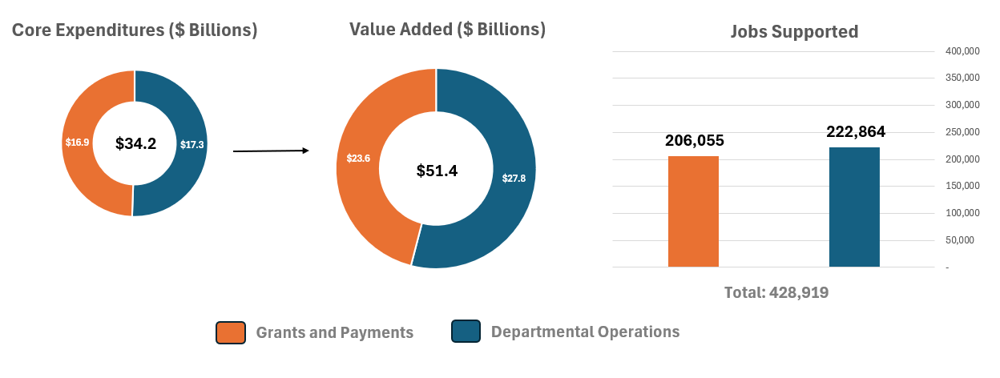 Core Expenditures ($ Billions)
$16.9
$34.2
$17.3
Value Added ($ Billions)
$23.6
$51.4
$27.8
Jobs Supported
400,000
350,000
300,000
250,000
200,000
150,000
100,000
50,000
-
206,055
222,864
Total: 428,919
Grants and Payments
Departmental Operations